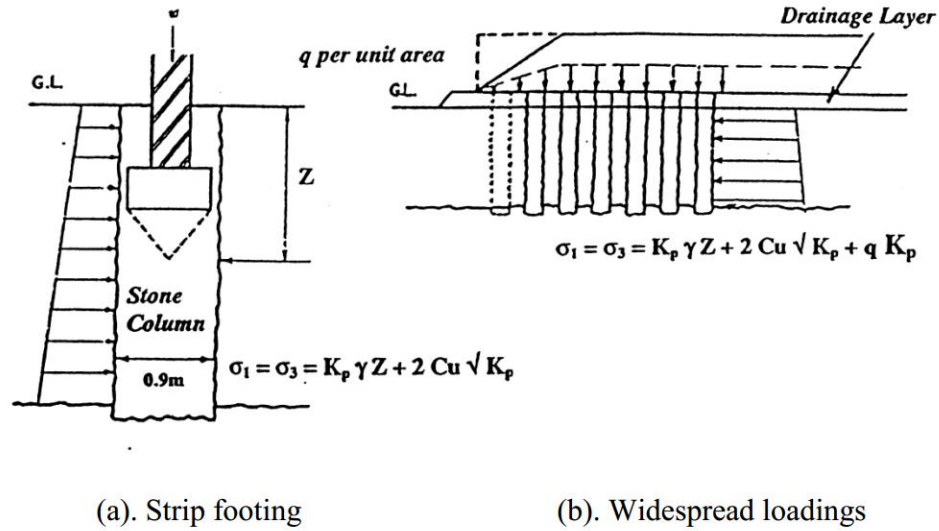 Drainage Layer
q per unit area
G.L.
G.L.
Z
σ₁ = σ₃ = Kₚ γ Z + 2 Cu √ Kₚ + q Kₚ
Stone
Column
0.9m
σ₁ = σ₃ = Kₚ γ Z + 2 Cu √ Kₚ
(a). Strip footing
(b). Widespread loadings